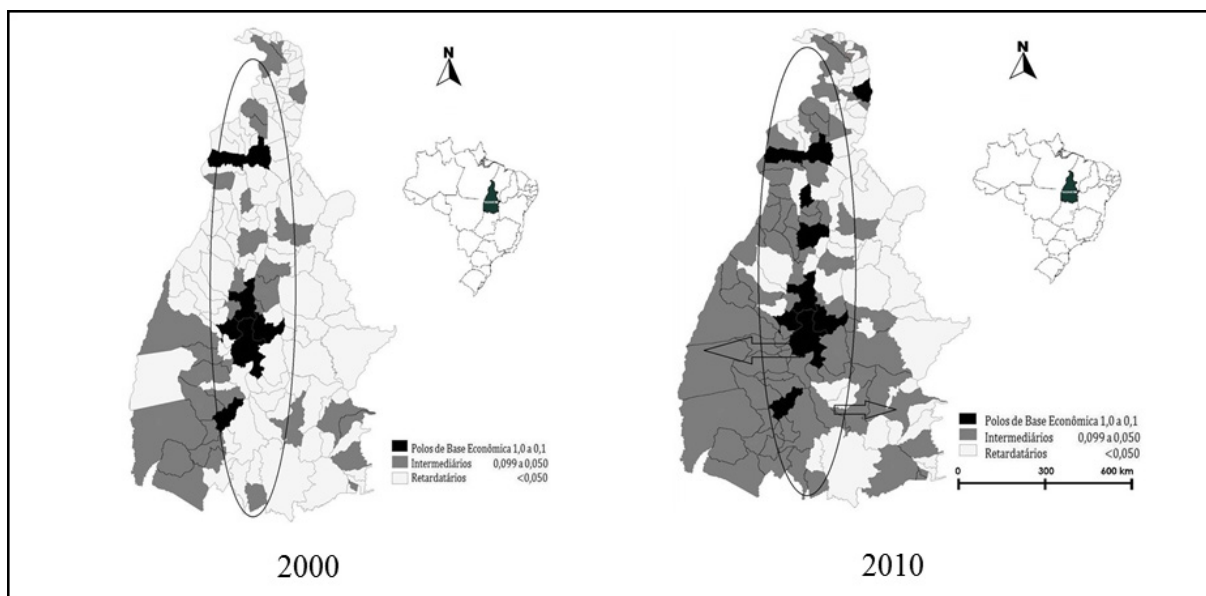 N
Polos de Base Econômica 1,0 a 0,1
Intermediários 0,099 a 0,050
Retardatários <0,050
2000
N
Polos de Base Econômica 1,0 a 0,1
Intermediários 0,099 a 0,050
Retardatários <0,050
0 300 600 km
2010